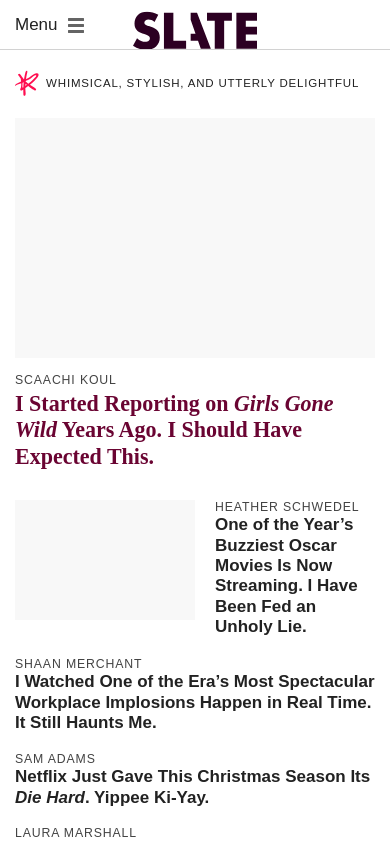 Menu
SLATE
WHIMSICAL, STYLISH, AND UTTERLY DELIGHTFUL
SCAACHI KOUL
I Started Reporting on Girls Gone
Wild Years Ago. I Should Have
Expected This.
HEATHER SCHWEDEL
One of the Year’s
Buzziest Oscar
Movies Is Now
Streaming. I Have
Been Fed an
Unholy Lie.
SHAAN MERCHANT
I Watched One of the Era’s Most Spectacular
Workplace Implosions Happen in Real Time.
It Still Haunts Me.
SAM ADAMS
Netflix Just Gave This Christmas Season Its
Die Hard. Yippee Ki-Yay.
LAURA MARSHALL